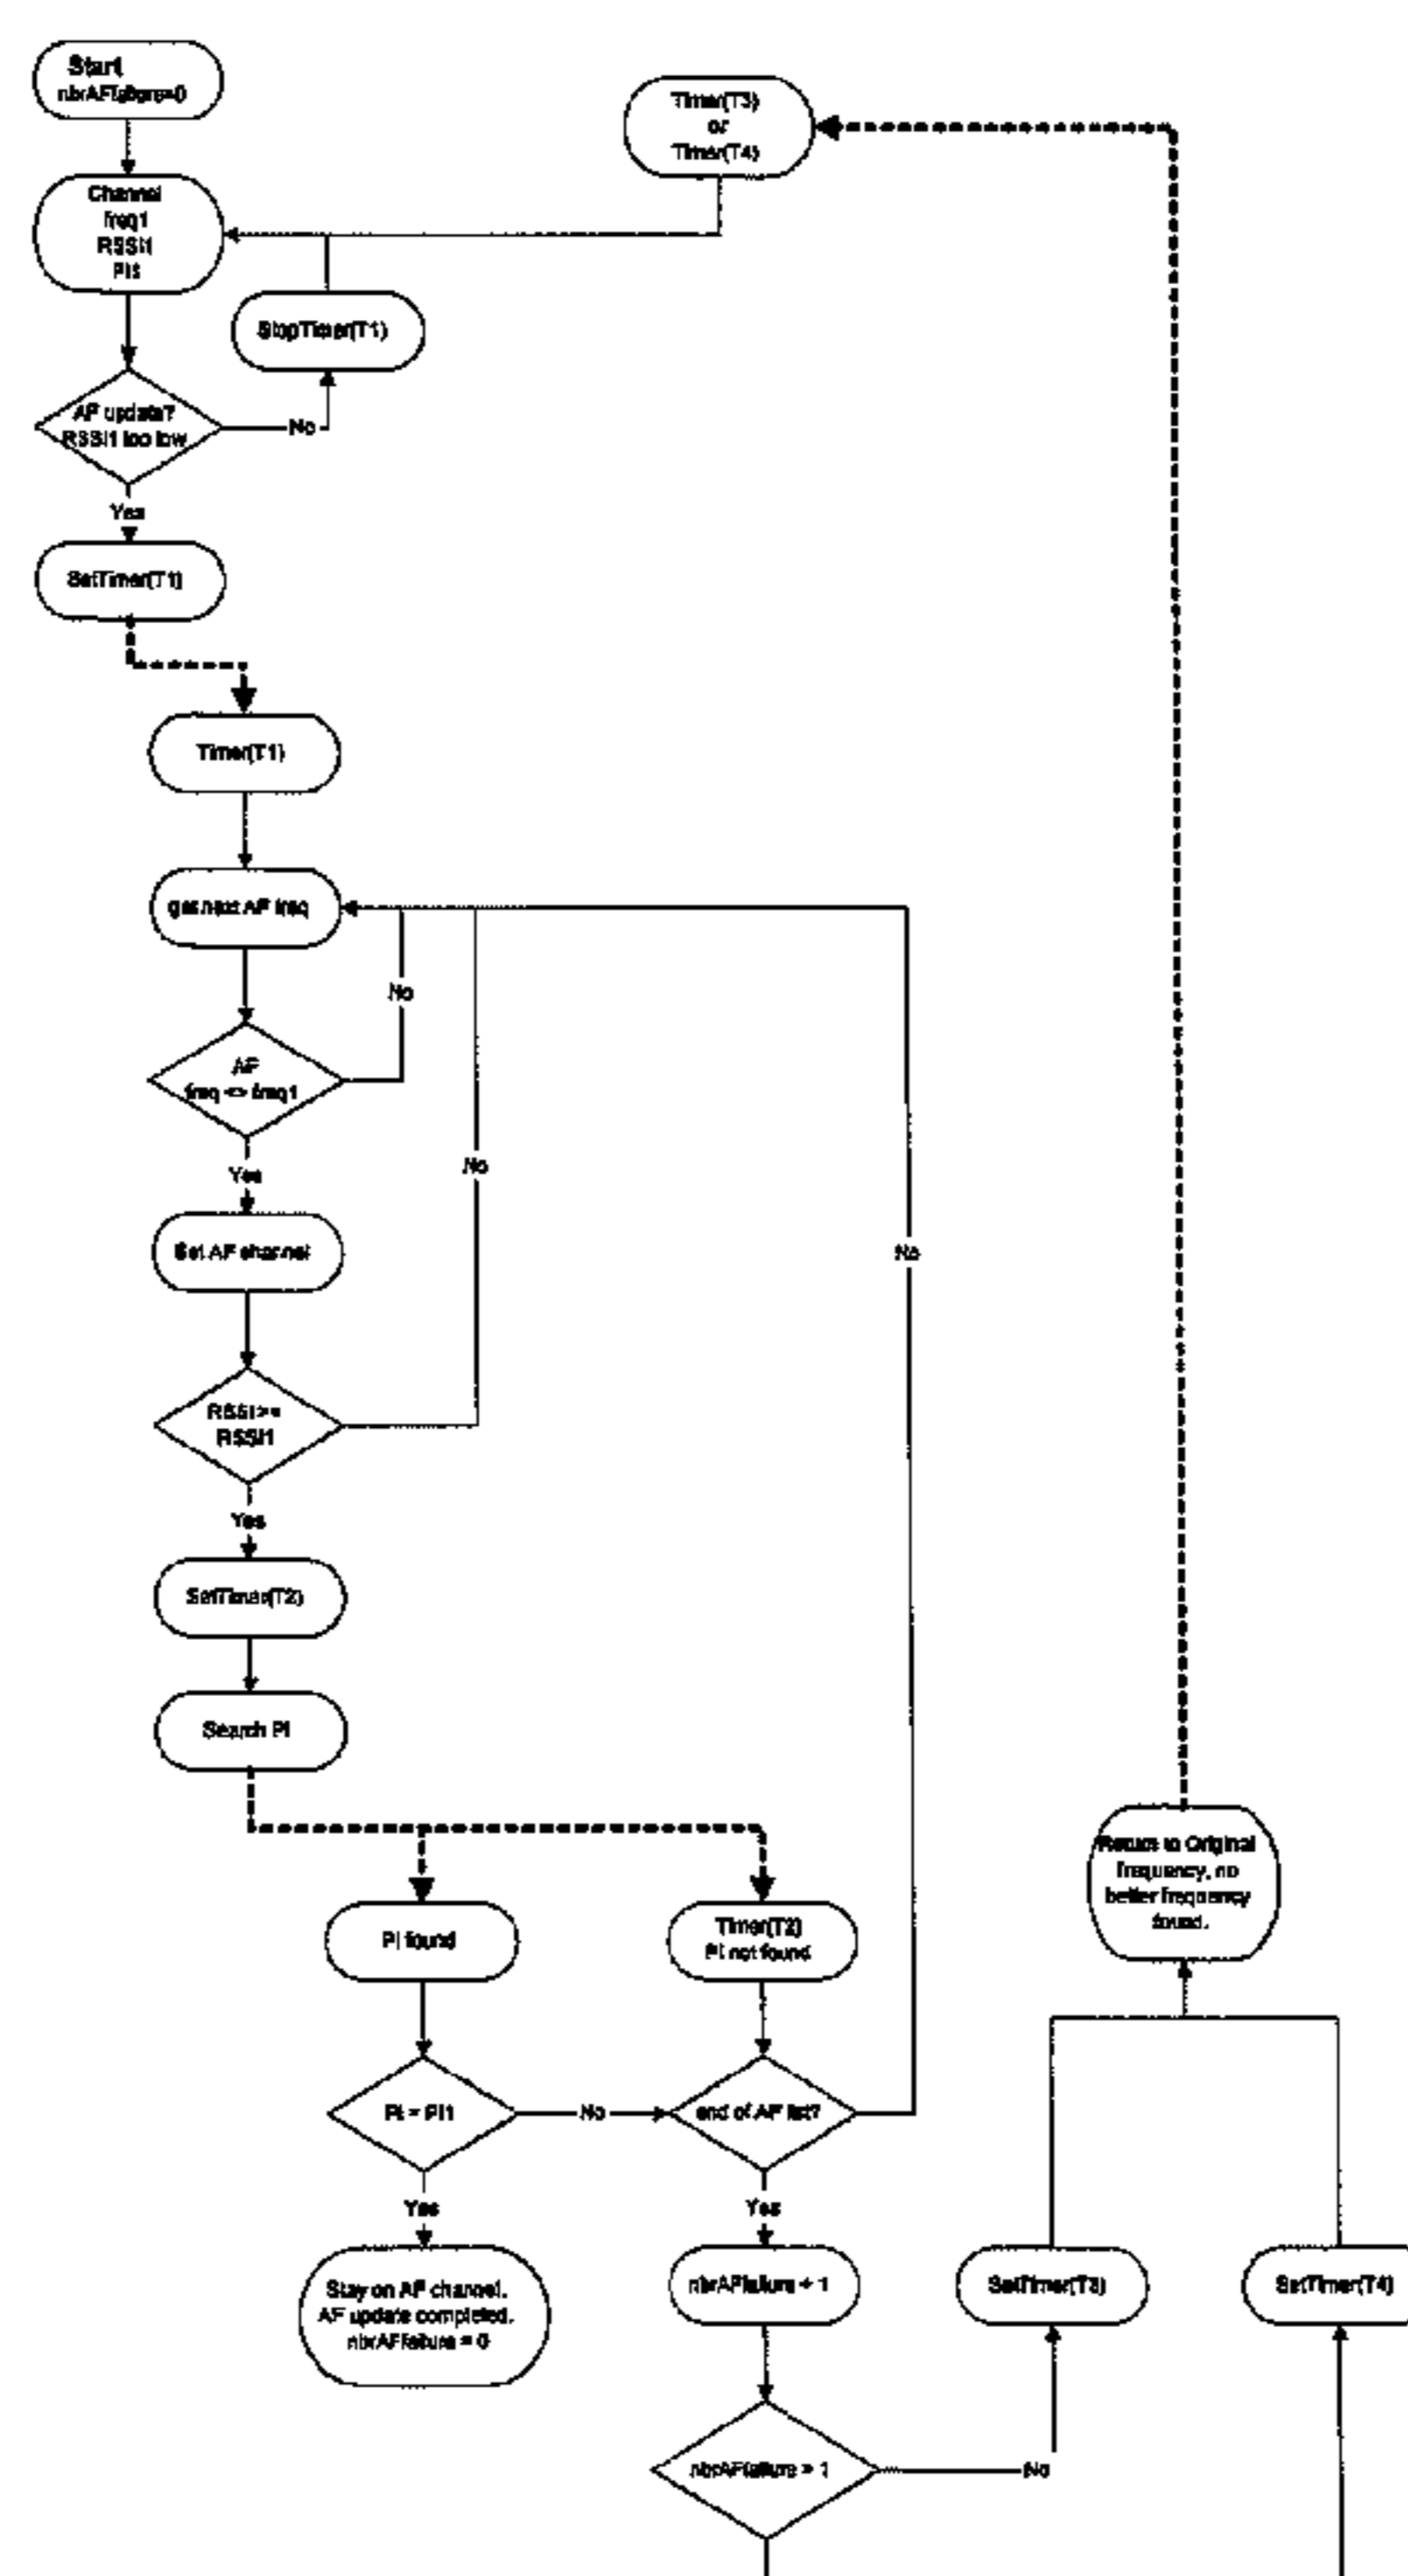 Start
nbrAFfailure=0
Timer(T3)
or
Timer(T4)
Channel
freq1
RSSI1
PI1
StopTimer(T1)
AF update?
RSSI1 too low
No
Yes
SetTimer(T1)
Timer(T1)
get next AF freq
No
AF
freq <> freq1
Yes
No
Set AF channel
No
RSSI >=
RSSI1
Yes
SetTimer(T2)
Search PI
Return to Original
frequency, no
better frequency
found.
PI found
Timer(T2)
PI not found
PI = PI1
No
end of AF list?
Yes
Yes
Stay on AF channel.
AF update completed.
nbrAFfailure = 0
nbrAFfailure + 1
SetTimer(T3)
SetTimer(T4)
nbrAFfailure > 1
No